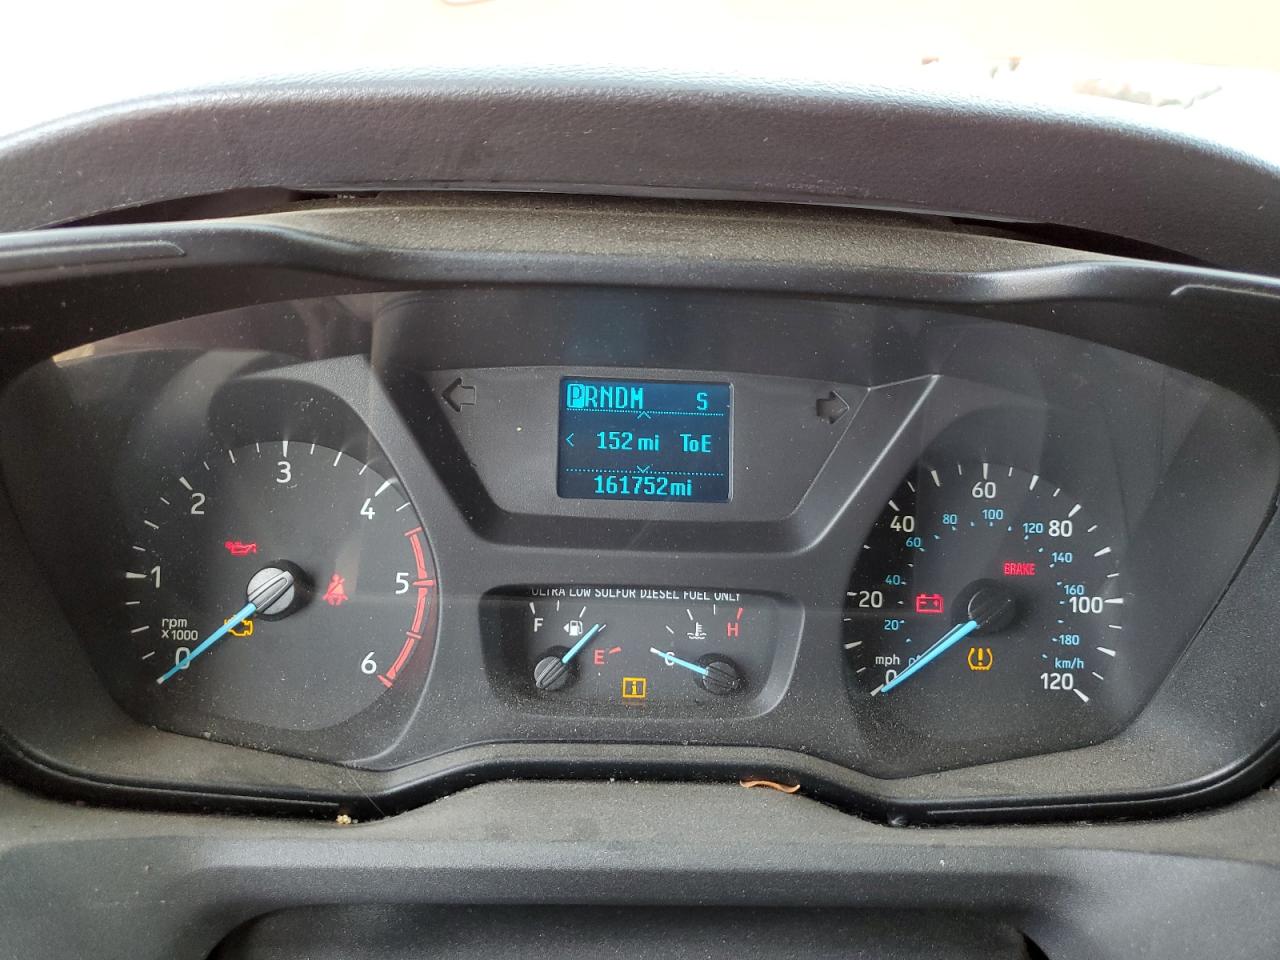 PRNDM S
< 152 mi ToE
161752mi
0
1
2
3
4
5
6
rpm
x1000
ULTRA LOW SULFUR DIESEL FUEL ONLY
F
E
C
H
i
0
20
40
60
80
100
120
mph
0
20
40
60
80
100
120
140
160
180
km/h
BRAKE